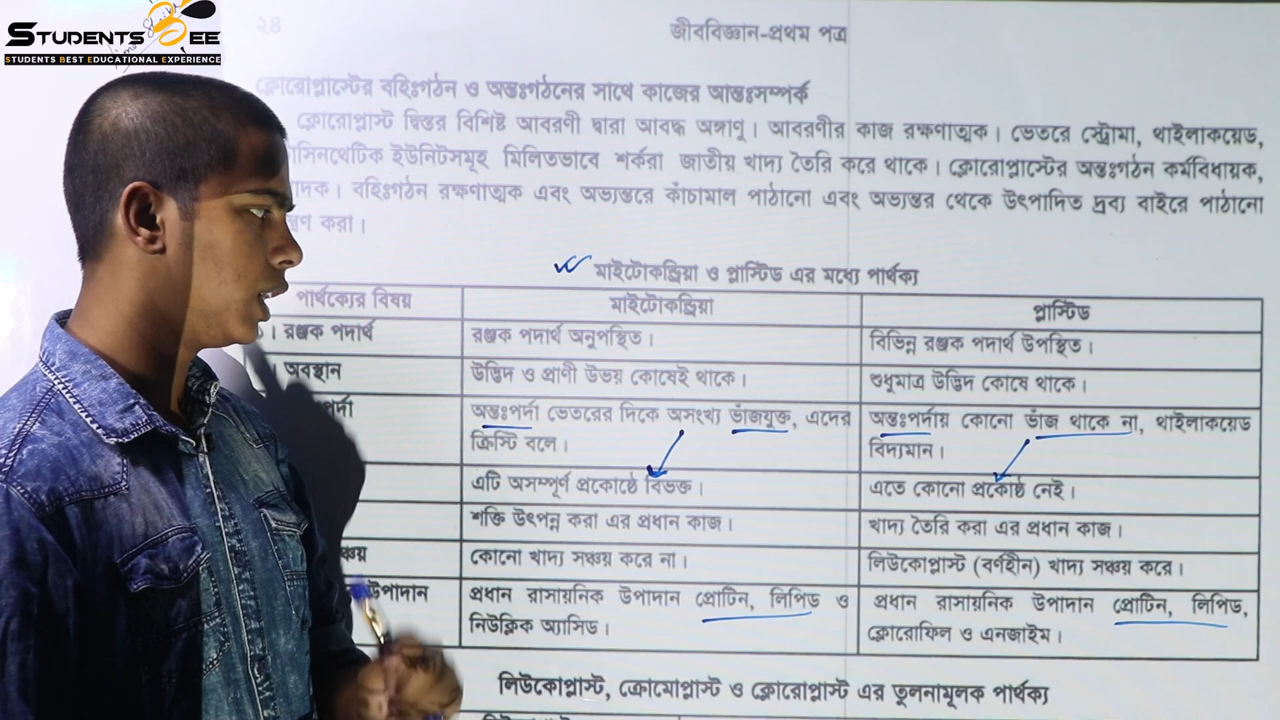 STUDENTS BEE
STUDENTS BEST EDUCATIONAL EXPERIENCE
২৪
জীববিজ্ঞান-প্রথম পত্র
ক্লোরোপ্লাস্টের বহিঃগঠন ও অন্তঃগঠনের সাথে কাজের আন্তঃসম্পর্ক
ক্লোরোপ্লাস্ট দ্বিস্তর বিশিষ্ট আবরণী দ্বারা আবদ্ধ অঙ্গাণু। আবরণীর কাজ রক্ষণাত্মক। ভেতরে স্ট্রোমা, থাইলাকয়েড,
সিনথেটিক ইউনিটসমূহ মিলিতভাবে শর্করা জাতীয় খাদ্য তৈরি করে থাকে। ক্লোরোপ্লাস্টের অন্তঃগঠন কর্মবিধায়ক,
দক। বহিঃগঠন রক্ষণাত্মক এবং অভ্যন্তরে কাঁচামাল পাঠানো এবং অভ্যন্তর থেকে উৎপাদিত দ্রব্য বাইরে পাঠানো
ণ করা।
মাইটোকন্ড্রিয়া ও প্লাস্টিড এর মধ্যে পার্থক্য
পার্থক্যের বিষয় মাইটোকন্ড্রিয়া প্লাস্টিড
। রঞ্জক পদার্থ রঞ্জক পদার্থ অনুপস্থিত। বিভিন্ন রঞ্জক পদার্থ উপস্থিত।
। অবস্থান উদ্ভিদ ও প্রাণী উভয় কোষেই থাকে। শুধুমাত্র উদ্ভিদ কোষে থাকে।
পর্দা অন্তঃপর্দা ভেতরের দিকে অসংখ্য ভাঁজযুক্ত, এদের অন্তঃপর্দায় কোনো ভাঁজ থাকে না, থাইলাকয়েড
ক্রিস্টি বলে। বিদ্যমান।
এটি অসম্পূর্ণ প্রকোষ্ঠে বিভক্ত। এতে কোনো প্রকোষ্ঠ নেই।
শক্তি উৎপন্ন করা এর প্রধান কাজ। খাদ্য তৈরি করা এর প্রধান কাজ।
ঞ্চয় কোনো খাদ্য সঞ্চয় করে না। লিউকোপ্লাস্ট (বর্ণহীন) খাদ্য সঞ্চয় করে।
উপাদান প্রধান রাসায়নিক উপাদান প্রোটিন, লিপিড ও প্রধান রাসায়নিক উপাদান প্রোটিন, লিপিড,
নিউক্লিক অ্যাসিড। ক্লোরোফিল ও এনজাইম।
লিউকোপ্লাস্ট, ক্রোমোপ্লাস্ট ও ক্লোরোপ্লাস্ট এর তুলনামূলক পার্থক্য